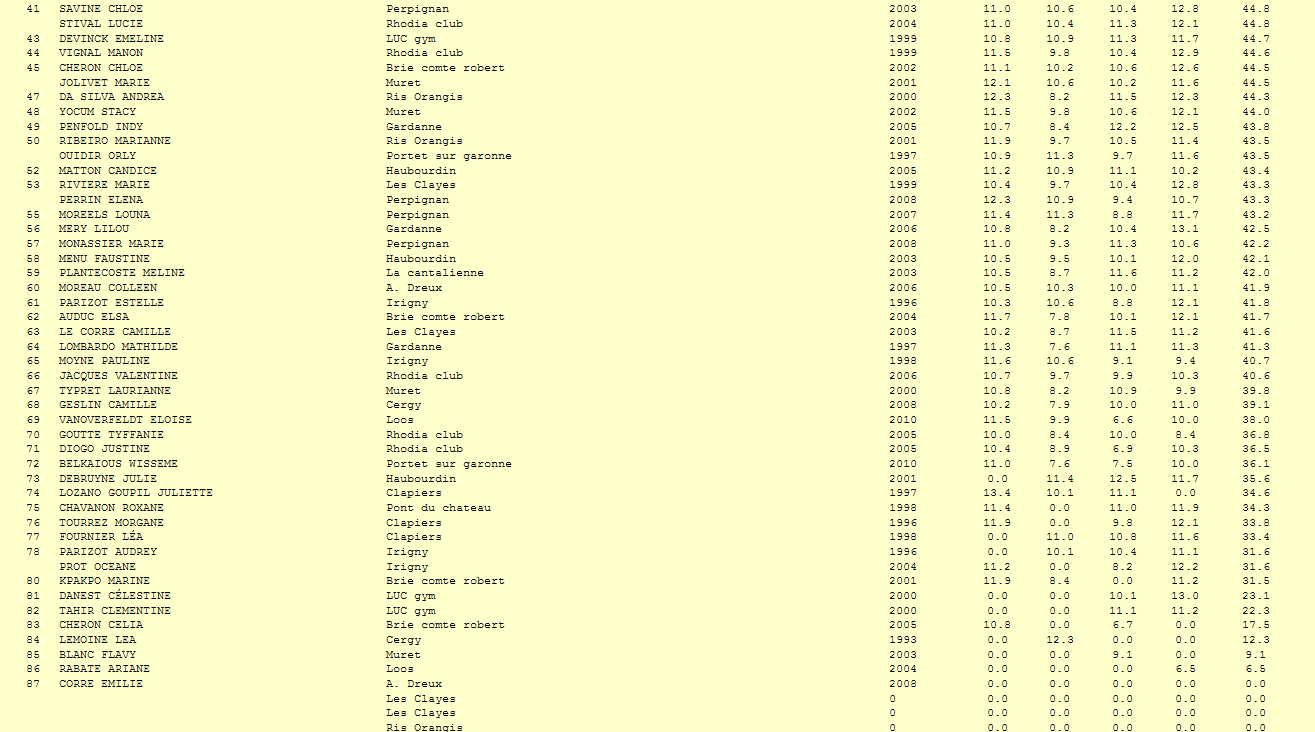 41 SAVINE CHLOE Perpignan 2003 11.0 10.6 10.4 12.8 44.8
STIVAL LUCIE Rhodia club 2004 11.0 10.4 11.3 12.1 44.8
43 DEVINCK EMELINE LUC gym 1999 10.8 10.9 11.3 11.7 44.7
44 VIGNAL MANON Rhodia club 1999 11.5 9.8 10.4 12.9 44.6
45 CHERON CHLOE Brie comte robert 2002 11.1 10.2 10.6 12.6 44.5
JOLIVET MARIE Muret 2001 12.1 10.6 10.2 11.6 44.5
47 DA SILVA ANDREA Ris Orangis 2000 12.3 8.2 11.5 12.3 44.3
48 YOCUM STACY Muret 2002 11.5 9.8 10.6 12.1 44.0
49 PENFOLD INDY Gardanne 2005 10.7 8.4 12.2 12.5 43.8
50 RIBEIRO MARIANNE Ris Orangis 2001 11.9 9.7 10.5 11.4 43.5
OUIDIR ORLY Portet sur garonne 1997 10.9 11.3 9.7 11.6 43.5
52 MATTON CANDICE Haubourdin 2005 11.2 10.9 11.1 10.2 43.4
53 RIVIERE MARIE Les Clayes 1999 10.4 9.7 10.4 12.8 43.3
PERRIN ELENA Perpignan 2008 12.3 10.9 9.4 10.7 43.3
55 MOREELS LOUNA Perpignan 2007 11.4 11.3 8.8 11.7 43.2
56 MERY LILOU Gardanne 2006 10.8 8.2 10.4 13.1 42.5
57 MONASSIER MARIE Perpignan 2008 11.0 9.3 11.3 10.6 42.2
58 MENU FAUSTINE Haubourdin 2003 10.5 9.5 10.1 12.0 42.1
59 PLANTECOSTE MELINE La cantalienne 2003 10.5 8.7 11.6 11.2 42.0
60 MOREAU COLLEEN A. Dreux 2006 10.5 10.3 10.0 11.1 41.9
61 PARIZOT ESTELLE Irigny 1996 10.3 10.6 8.8 12.1 41.8
62 AUDUC ELSA Brie comte robert 2004 11.7 7.8 10.1 12.1 41.7
63 LE CORRE CAMILLE Les Clayes 2003 10.2 8.7 11.5 11.2 41.6
64 LOMBARDO MATHILDE Gardanne 1997 11.3 7.6 11.1 11.3 41.3
65 MOYNE PAULINE Irigny 1998 11.6 10.6 9.1 9.4 40.7
66 JACQUES VALENTINE Rhodia club 2006 10.7 9.7 9.9 10.3 40.6
67 TYPRET LAURIANNE Muret 2000 10.8 8.2 10.9 9.9 39.8
68 GESLIN CAMILLE Cergy 2008 10.2 7.9 10.0 11.0 39.1
69 VANOVERFELDT ELOISE Loos 2010 11.5 9.9 6.6 10.0 38.0
70 GOUTTE TYFFANIE Rhodia club 2005 10.0 8.4 10.0 8.4 36.8
71 DIOGO JUSTINE Rhodia club 2005 10.4 8.9 6.9 10.3 36.5
72 BELKAIOUS WISSEME Portet sur garonne 2010 11.0 7.6 7.5 10.0 36.1
73 DEBRUYNE JULIE Haubourdin 2001 0.0 11.4 12.5 11.7 35.6
74 LOZANO GOUPIL JULIETTE Clapiers 1997 13.4 10.1 11.1 0.0 34.6
75 CHAVANON ROXANE Pont du chateau 1998 11.4 0.0 11.0 11.9 34.3
76 TOURREZ MORGANE Clapiers 1996 11.9 0.0 9.8 12.1 33.8
77 FOURNIER LÉA Clapiers 1998 0.0 11.0 10.8 11.6 33.4
78 PARIZOT AUDREY Irigny 1996 0.0 10.1 10.4 11.1 31.6
PROT OCEANE Irigny 2004 11.2 0.0 8.2 12.2 31.6
80 KPAKPO MARINE Brie comte robert 2001 11.9 8.4 0.0 11.2 31.5
81 DANEST CÉLESTINE LUC gym 2000 0.0 0.0 10.1 13.0 23.1
82 TAHIR CLEMENTINE LUC gym 2000 0.0 0.0 11.1 11.2 22.3
83 CHERON CELIA Brie comte robert 2005 10.8 0.0 6.7 0.0 17.5
84 LEMOINE LEA Cergy 1993 0.0 12.3 0.0 0.0 12.3
85 BLANC FLAVY Muret 2003 0.0 0.0 9.1 0.0 9.1
86 RABATE ARIANE Loos 2004 0.0 0.0 0.0 6.5 6.5
87 CORRE EMILIE A. Dreux 2008 0.0 0.0 0.0 0.0 0.0
Les Clayes 0 0.0 0.0 0.0 0.0 0.0
Les Clayes 0 0.0 0.0 0.0 0.0 0.0
Ris Orangis 0 0.0 0.0 0.0 0.0 0.0